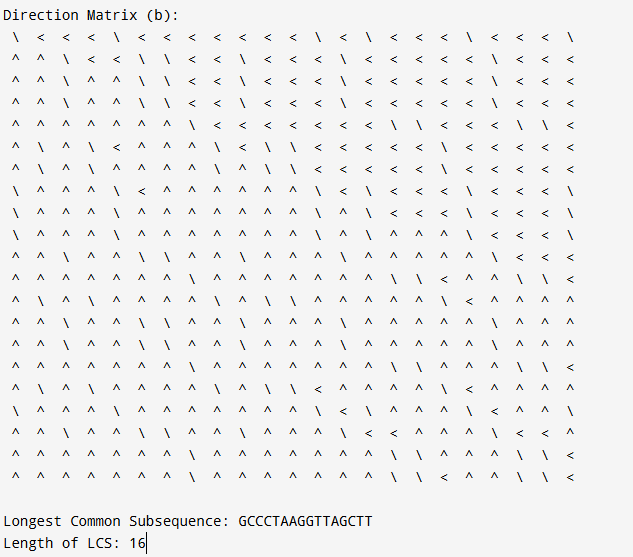 Direction Matrix (b):
\ < < < \ < < < < < < < \ < \ < < < \ < < < \
^ ^ \ < < \ \ < < \ < < < \ < < < < < \ < < <
^ ^ \ ^ ^ \ \ < < \ < < < \ < < < < < \ < < <
^ ^ \ ^ ^ \ \ < < \ < < < \ < < < < < \ < < <
^ ^ ^ ^ ^ ^ ^ \ < < < < < < < \ \ < < < \ \ <
^ \ ^ \ < ^ ^ ^ \ < \ \ < < < < < \ < < < < <
^ \ ^ \ ^ ^ ^ ^ \ ^ \ \ < < < < < \ < < < < <
\ ^ ^ ^ \ < ^ ^ ^ ^ ^ ^ \ < \ < < < \ < < < \
\ ^ ^ ^ \ ^ ^ ^ ^ ^ ^ ^ \ ^ \ < < < \ < < < \
\ ^ ^ ^ \ ^ ^ ^ ^ ^ ^ ^ \ ^ \ ^ ^ ^ \ < < < \
^ ^ \ ^ ^ \ \ ^ ^ \ ^ ^ ^ \ ^ ^ ^ ^ ^ \ < < <
^ ^ ^ ^ ^ ^ ^ \ ^ ^ ^ ^ ^ ^ ^ \ \ < ^ ^ \ \ <
^ \ ^ \ ^ ^ ^ ^ \ ^ \ \ ^ ^ ^ ^ ^ \ < ^ ^ ^ ^
^ ^ \ ^ ^ \ \ ^ ^ \ ^ ^ ^ \ ^ ^ ^ ^ ^ \ ^ ^ ^
^ ^ \ ^ ^ \ \ ^ ^ \ ^ ^ ^ \ ^ ^ ^ ^ ^ \ ^ ^ ^
^ ^ ^ ^ ^ ^ ^ \ ^ ^ ^ ^ ^ ^ ^ \ \ ^ ^ ^ \ \ <
^ \ ^ \ ^ ^ ^ ^ \ ^ \ \ < ^ ^ ^ ^ \ < ^ ^ ^ ^
\ ^ ^ ^ \ ^ ^ ^ ^ ^ ^ ^ \ < \ ^ ^ ^ \ < ^ ^ \
^ ^ \ ^ ^ \ \ ^ ^ \ ^ ^ ^ \ < < ^ ^ ^ \ < < ^
^ ^ ^ ^ ^ ^ ^ \ ^ ^ ^ ^ ^ ^ ^ \ \ ^ ^ ^ \ \ <
^ ^ ^ ^ ^ ^ ^ \ ^ ^ ^ ^ ^ ^ ^ \ \ < ^ ^ \ \ <
Longest Common Subsequence: GCCCTAAGGTTAGCTT
Length of LCS: 16